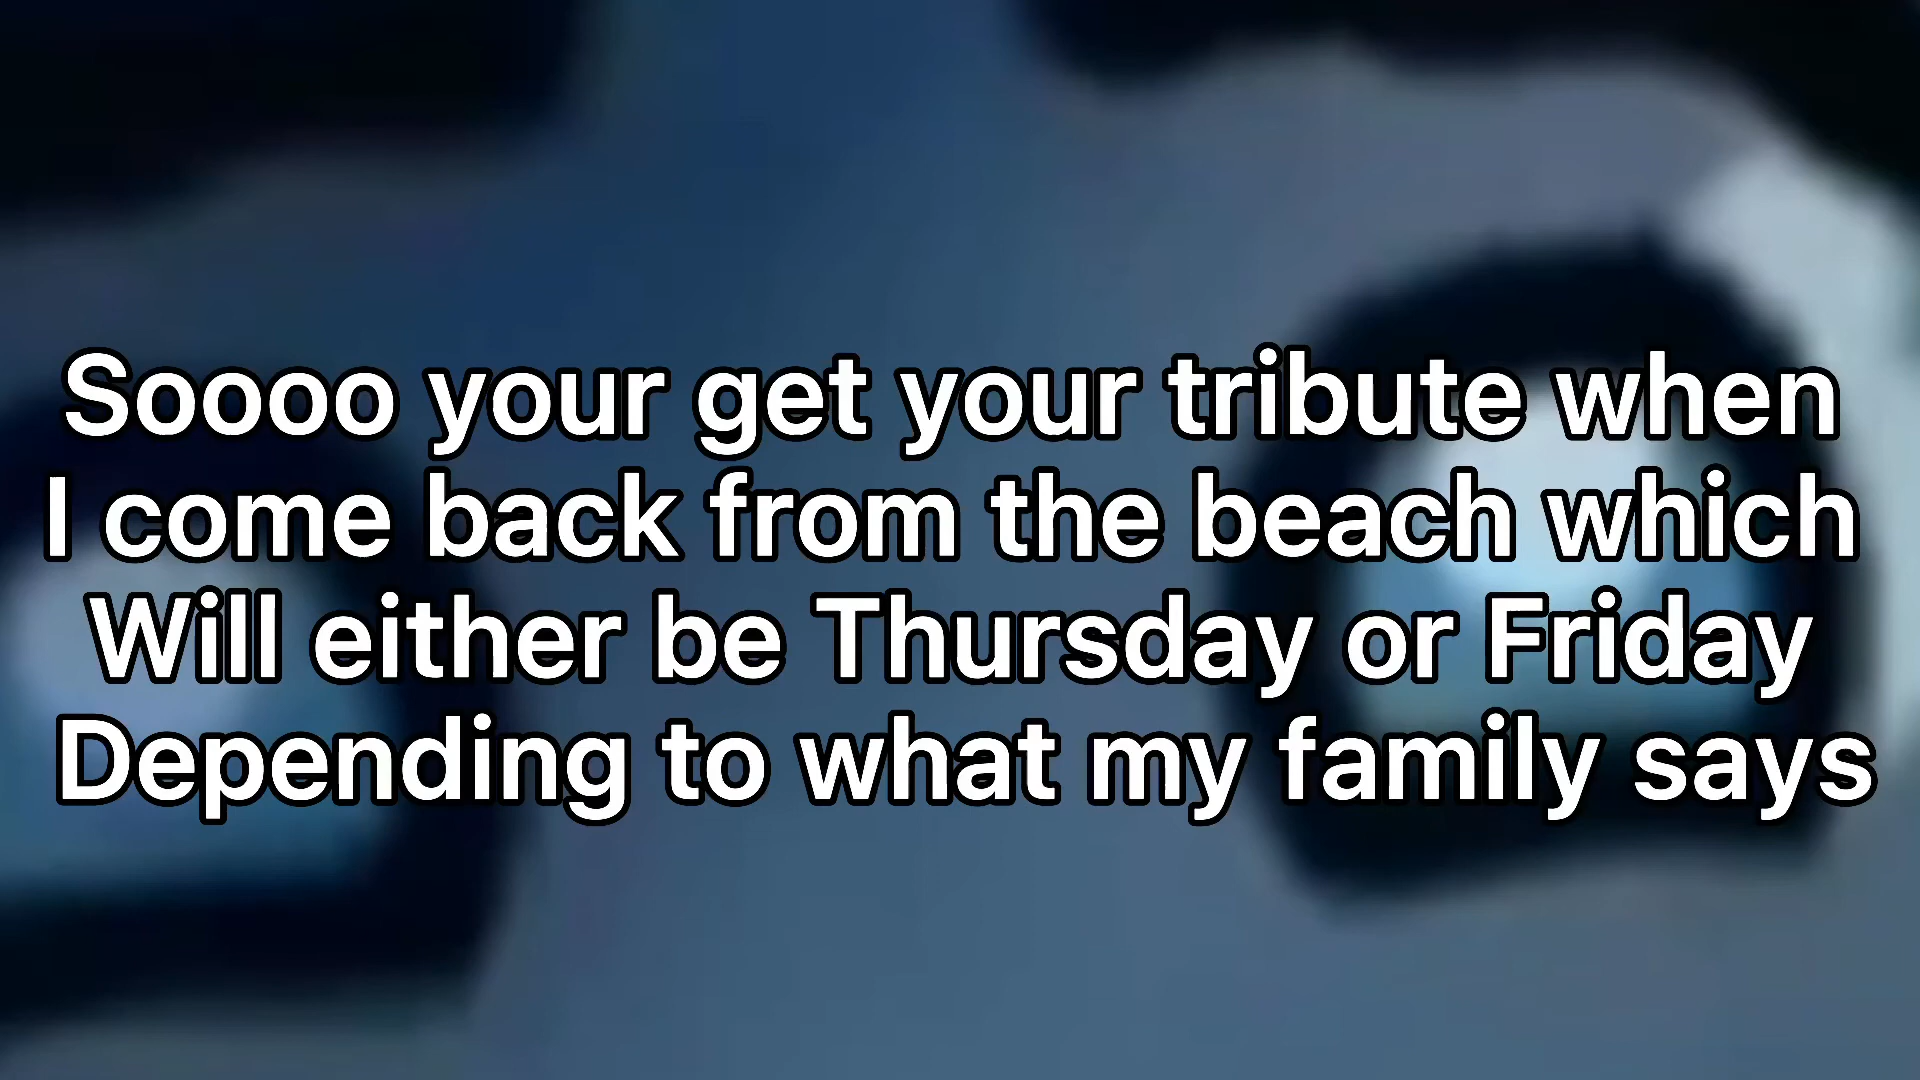 Soooo your get your tribute when
I come back from the beach which
Will either be Thursday or Friday
Depending to what my family says